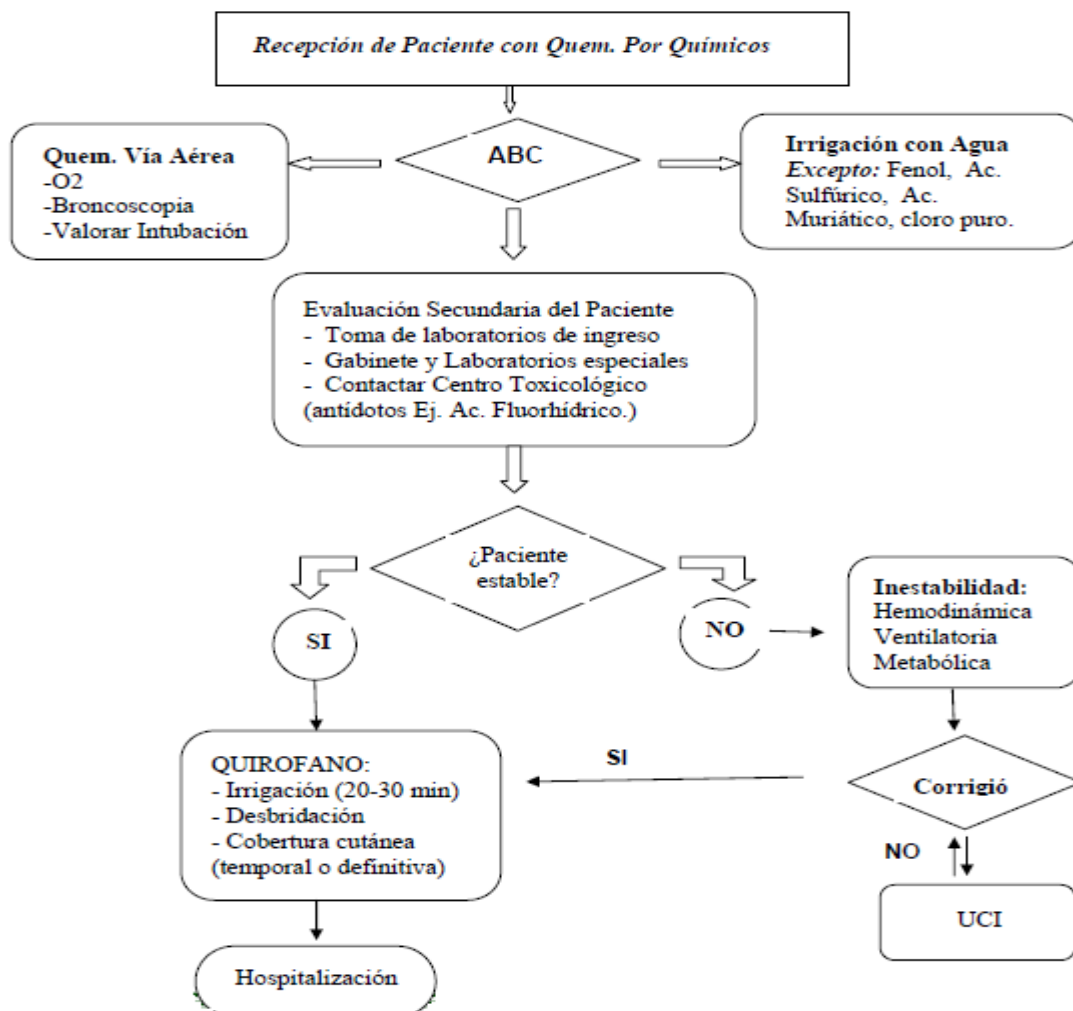 Recepción de Paciente con Quem. Por Químicos
ABC
Quem. Vía Aérea
-O2
-Broncoscopia
-Valorar Intubación
Irrigación con Agua
Excepto: Fenol, Ac.
Sulfúrico, Ac.
Muriático, cloro puro.
Evaluación Secundaria del Paciente
- Toma de laboratorios de ingreso
- Gabinete y Laboratorios especiales
- Contactar Centro Toxicológico
(antídotos Ej. Ac. Fluorhídrico.)
¿Paciente
estable?
SI
NO
Inestabilidad:
Hemodinámica
Ventilatoria
Metabólica
QUIROFANO:
- Irrigación (20-30 min)
- Desbridación
- Cobertura cutánea
(temporal o definitiva)
SI
Corrigió
NO
UCI
Hospitalización